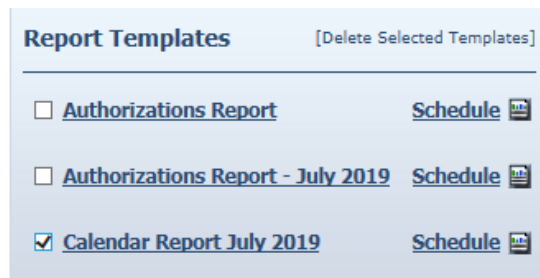 Report Templates [Delete Selected Templates]
Authorizations Report Schedule
Authorizations Report - July 2019 Schedule
Calendar Report July 2019 Schedule